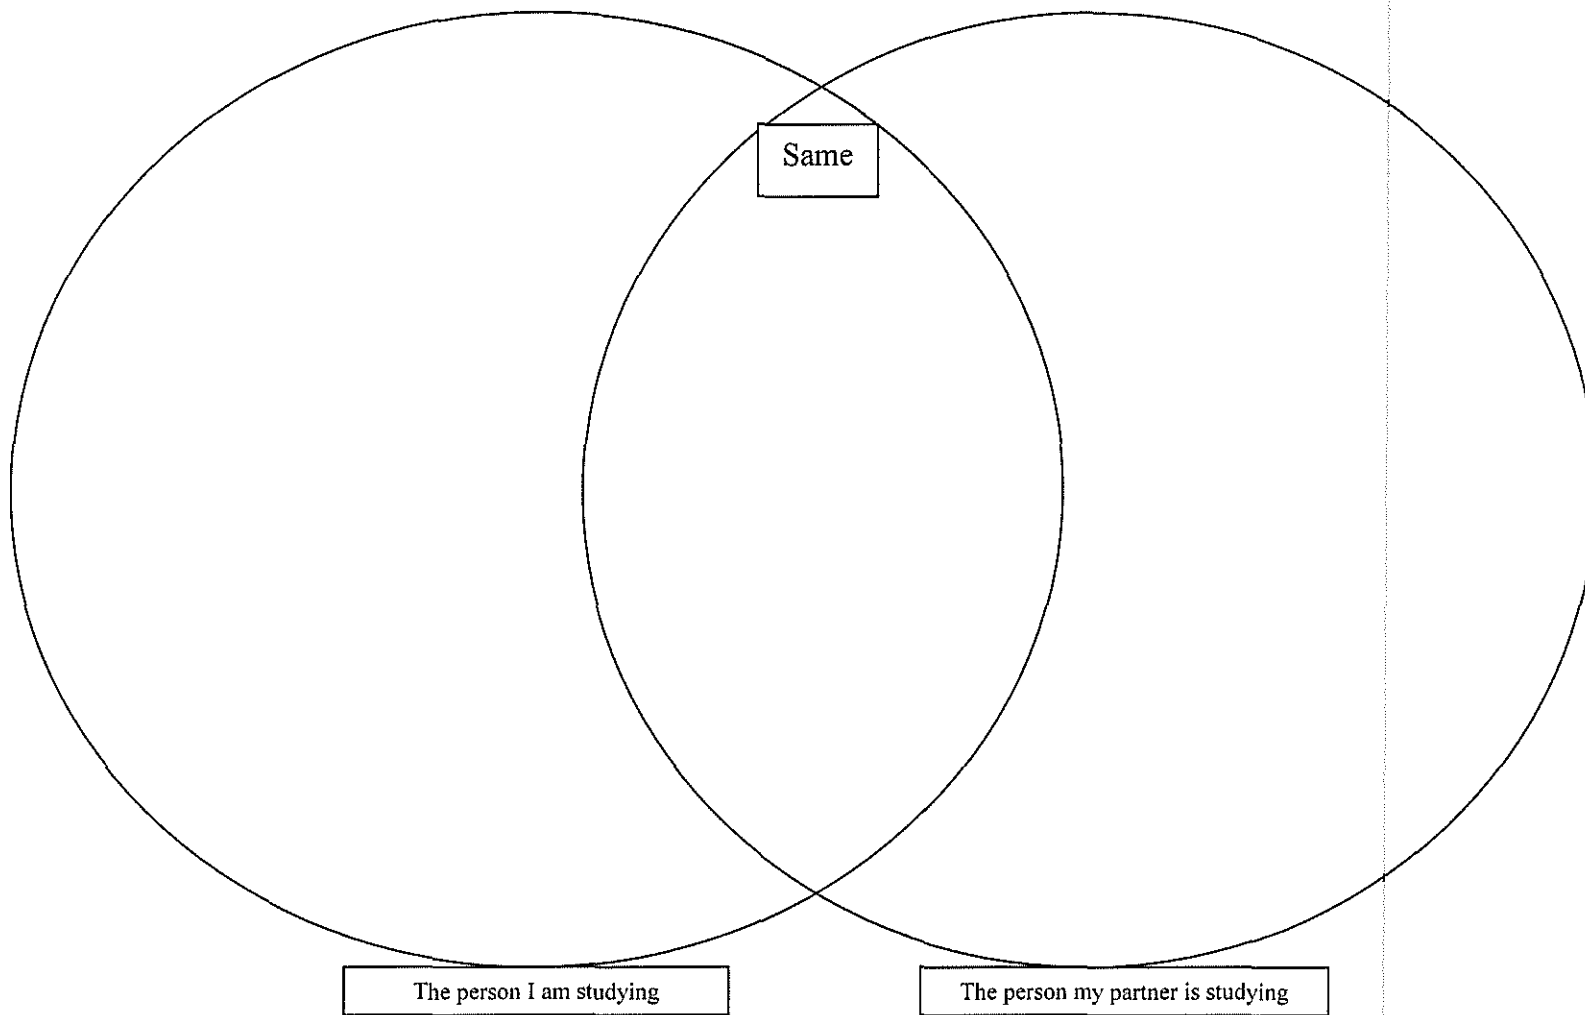 Same
The person I am studying
The person my partner is studying